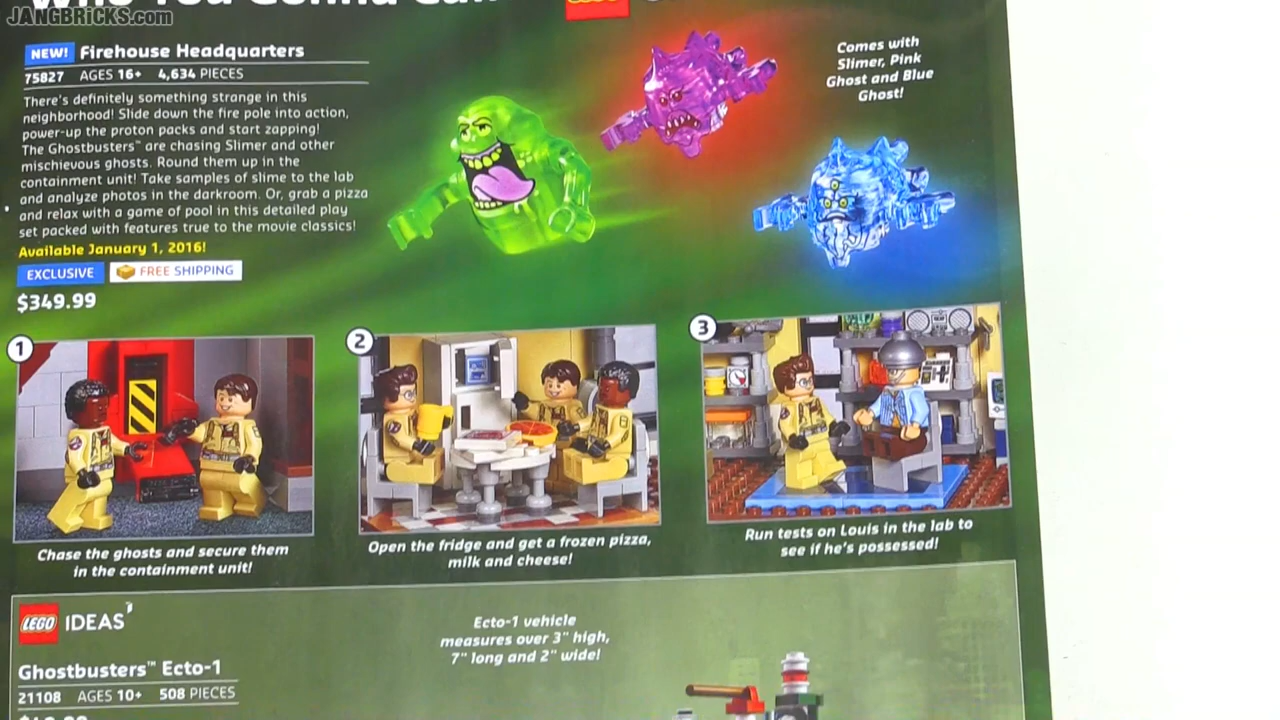 JANGBRICKS.com
Who You Gonna Call
NEW! Firehouse Headquarters
75827 AGES 16+ 4,634 PIECES
There's definitely something strange in this
neighborhood! Slide down the fire pole into action,
power-up the proton packs and start zapping!
The Ghostbusters™ are chasing Slimer and other
mischievous ghosts. Round them up in the
containment unit! Take samples of slime to the lab
and analyze photos in the darkroom. Or, grab a pizza
and relax with a game of pool in this detailed play
set packed with features true to the movie classics!
Available January 1, 2016!
EXCLUSIVE FREE SHIPPING
$349.99
Comes with
Slimer, Pink
Ghost and Blue
Ghost!
1
Chase the ghosts and secure them
in the containment unit!
2
Open the fridge and get a frozen pizza,
milk and cheese!
3
Run tests on Louis in the lab to
see if he's possessed!
LEGO IDEAS
Ghostbusters™ Ecto-1
21108 AGES 10+ 508 PIECES
Ecto-1 vehicle
measures over 3" high,
7" long and 2" wide!